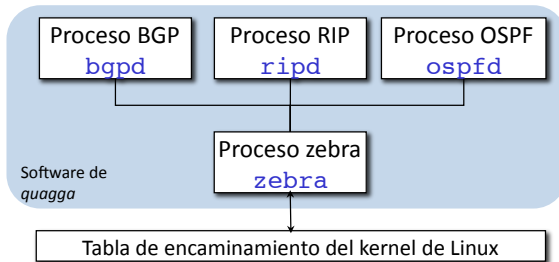 Proceso BGP
bgpd
Proceso RIP
ripd
Proceso OSPF
ospfd
Proceso zebra
zebra
Software de
quagga
Tabla de encaminamiento del kernel de Linux